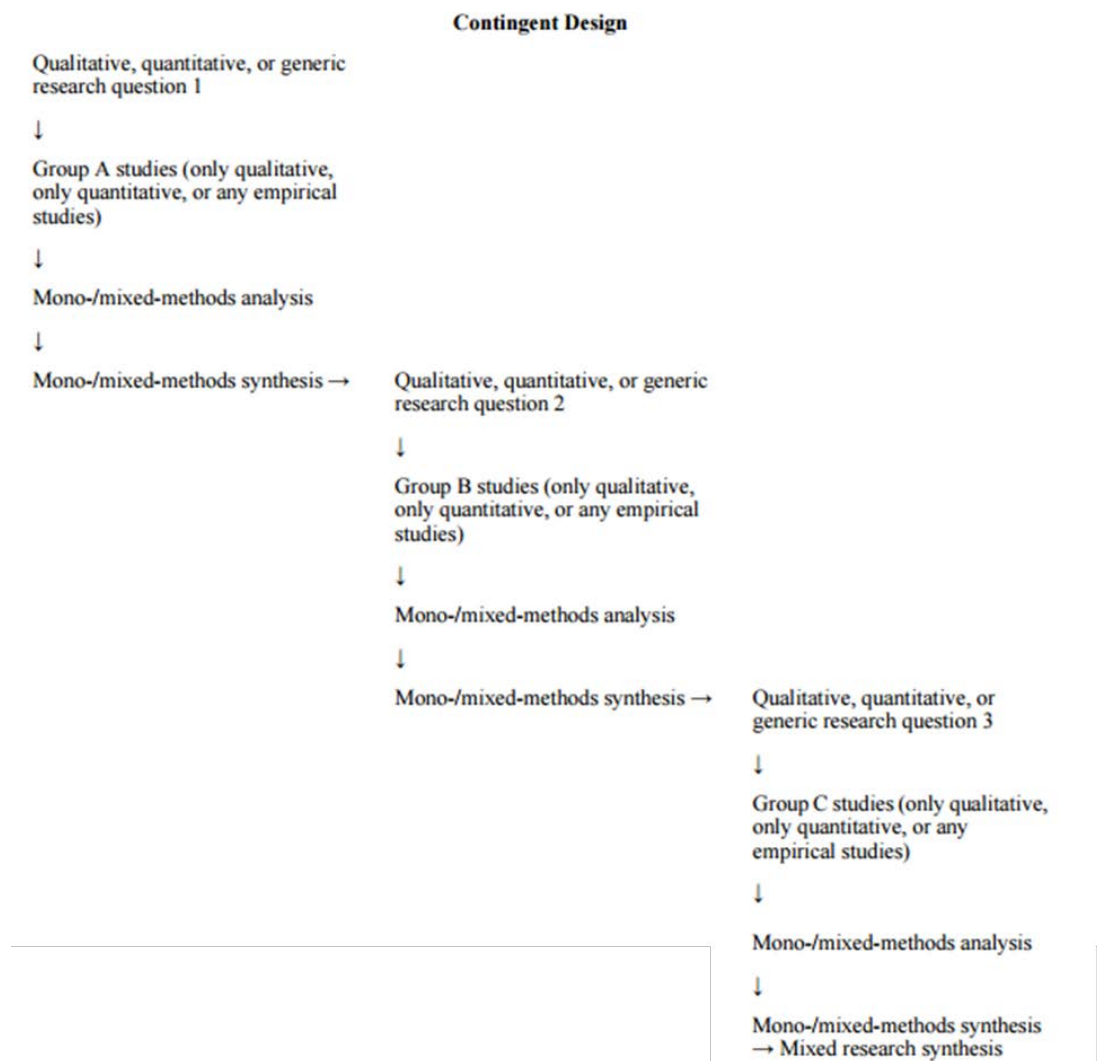 Contingent Design
Qualitative, quantitative, or generic
research question 1
↓
Group A studies (only qualitative,
only quantitative, or any empirical
studies)
↓
Mono-/mixed-methods analysis
↓
Mono-/mixed-methods synthesis →
Qualitative, quantitative, or generic
research question 2
↓
Group B studies (only qualitative,
only quantitative, or any empirical
studies)
↓
Mono-/mixed-methods analysis
↓
Mono-/mixed-methods synthesis →
Qualitative, quantitative, or
generic research question 3
↓
Group C studies (only qualitative,
only quantitative, or any
empirical studies)
↓
Mono-/mixed-methods analysis
↓
Mono-/mixed-methods synthesis
→ Mixed research synthesis